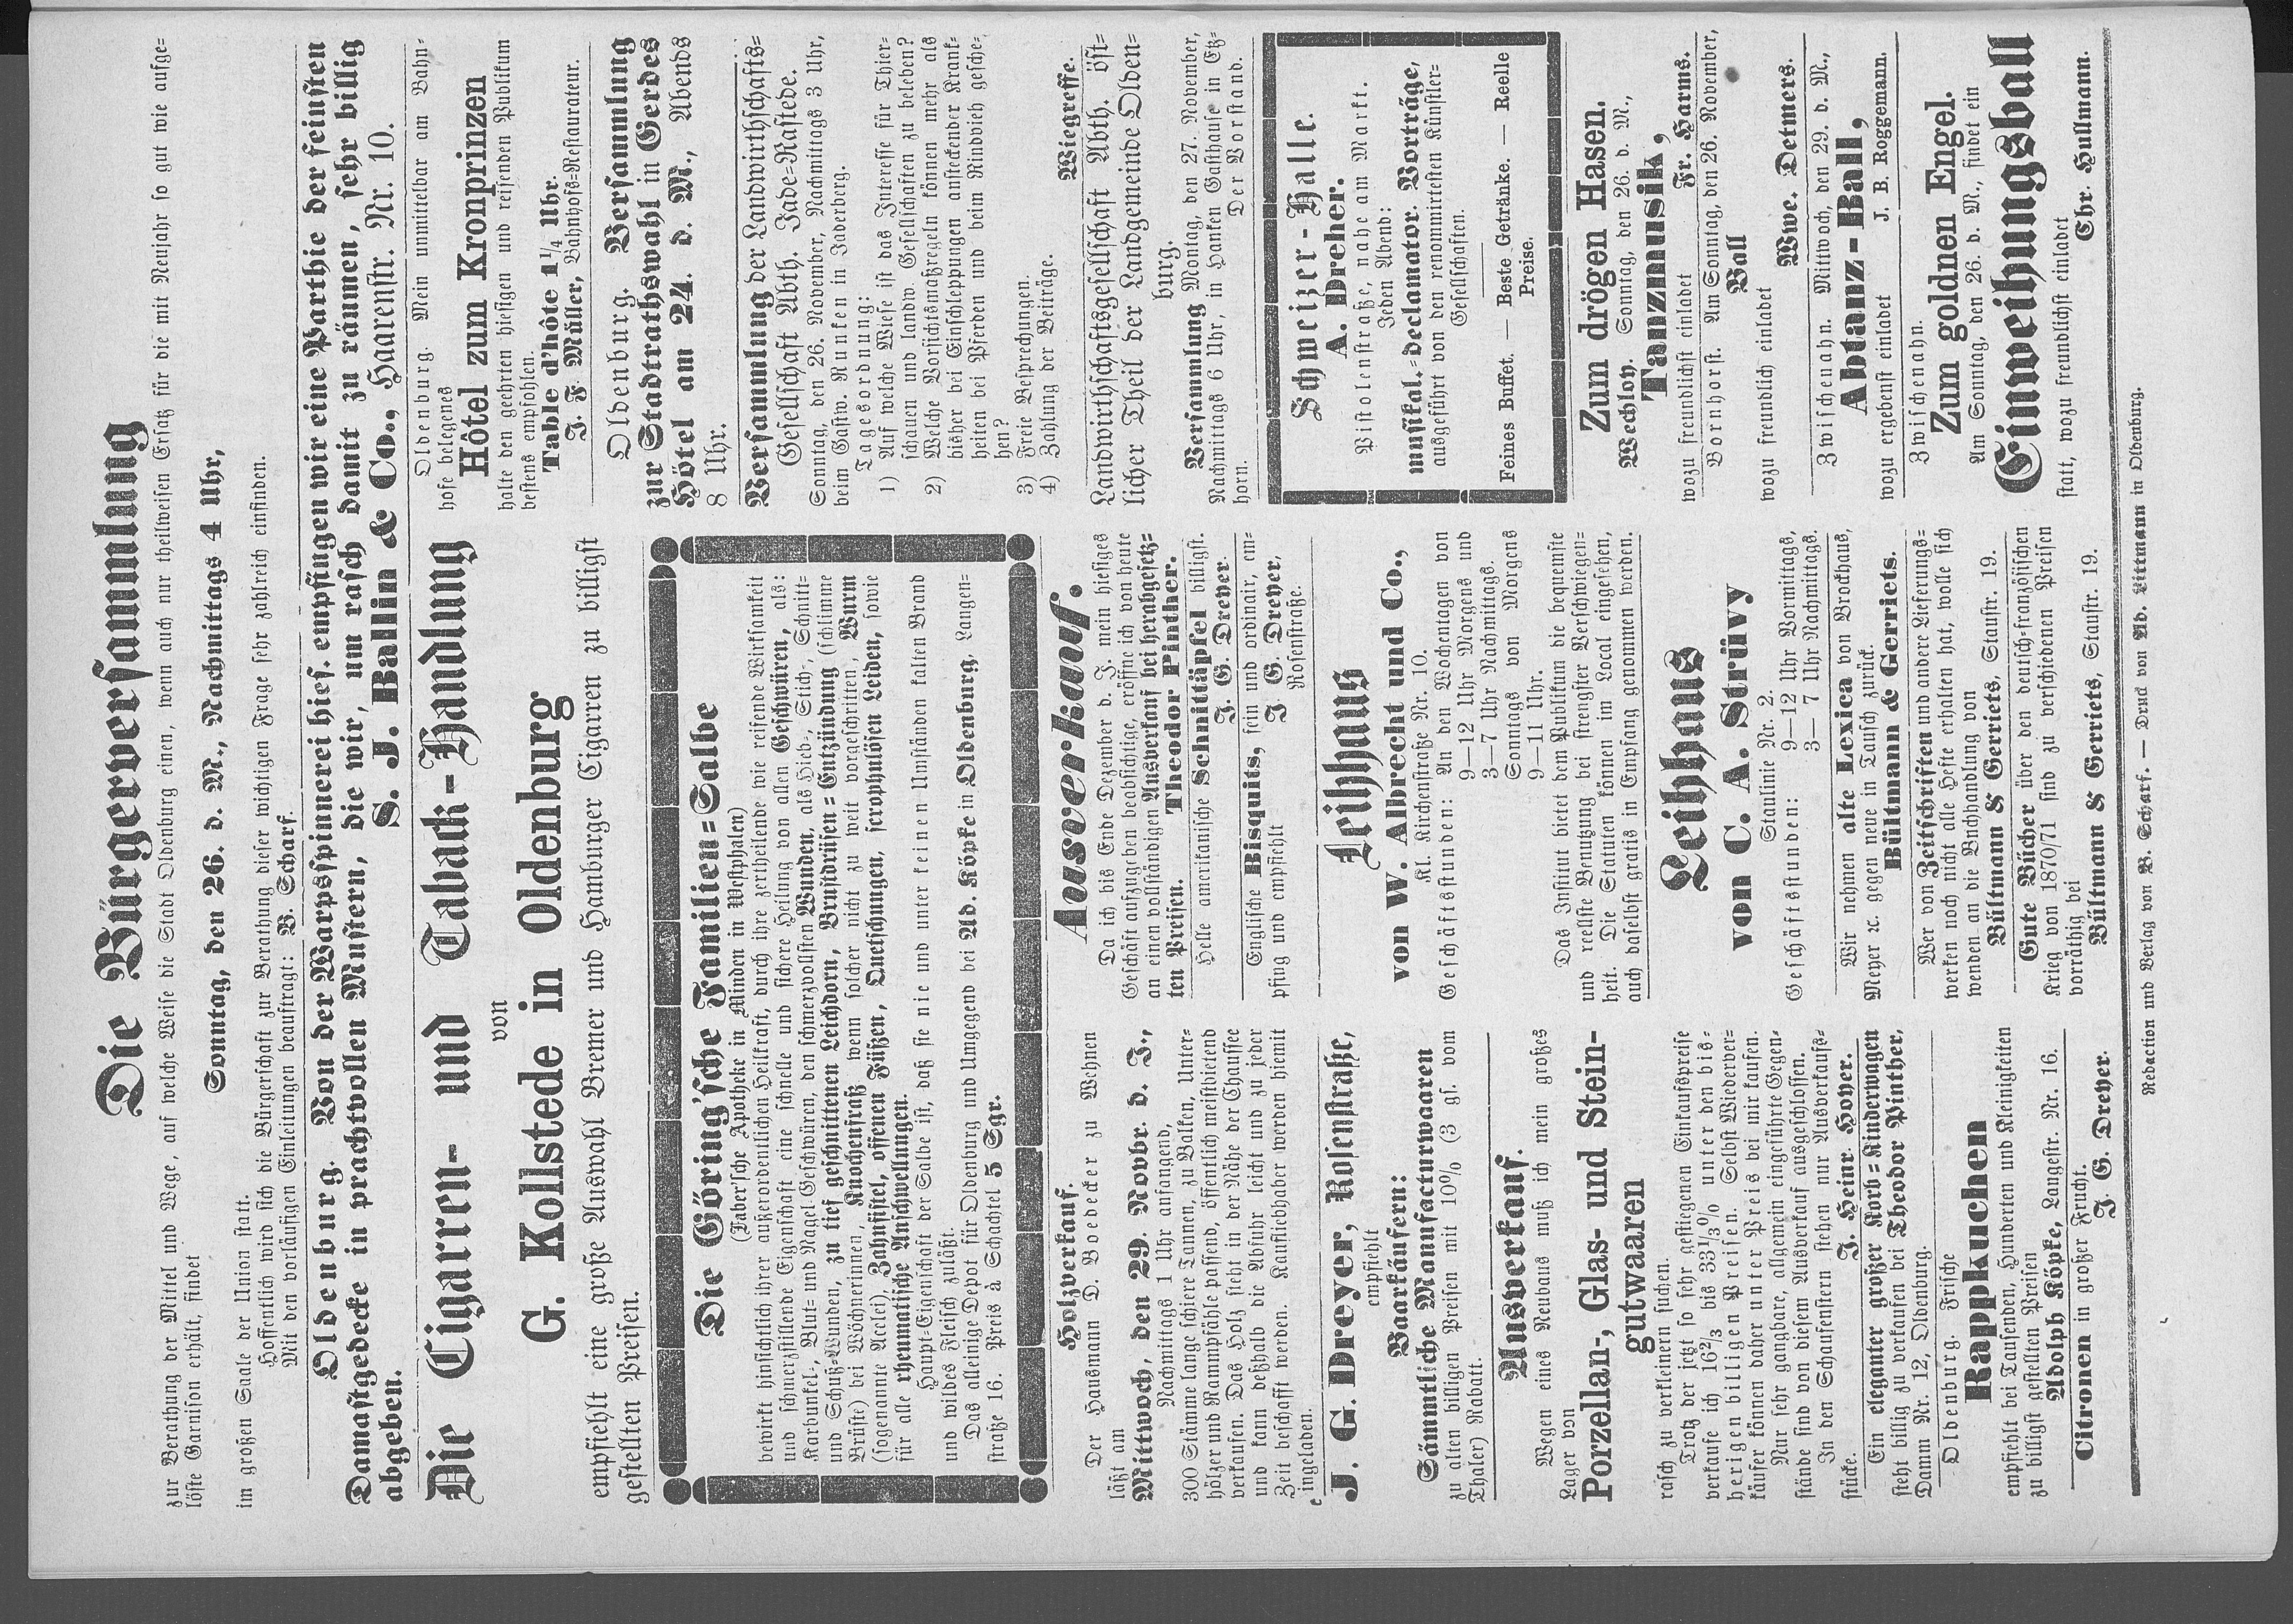 Die Bürgerversammlung
zur Berathung der Mittel und Wege, auf welche Weise die Stadt Oldenburg einen, wenn auch nur theilweisen Ersatz für die mit Neujahr so gut wie aufge-
löste Garnison erhält, findet
Sonntag, den 26. d. M., Nachmittags 4 Uhr,
im großen Saale der Union statt.
Hoffentlich wird sich die Bürgerschaft zur Berathung dieser wichtigen Frage sehr zahlreich einfinden.
Mit den vorläufigen Einleitungen beauftragt: B. Scharf.
Oldenburg. Von der Warpsspinnerei hies. empfingen wir eine Parthie der feinsten
Damastgedecke in prachtvollen Mustern, die wir, um rasch damit zu räumen, sehr billig
abgeben. S. J. Ballin & Co., Haarenstr. Nr. 10.
Die Cigarren- und Taback-Handlung
von
G. Kollstede in Oldenburg
empfiehlt eine große Auswahl Bremer und Hamburger Cigarren zu billigst
gestellten Preisen.
Die Göring'sche Familien-Salbe
(Faber'sche Apotheke in Minden in Westphalen)
bewirkt hinsichtlich ihrer außerordentlichen Heilkraft, durch ihre zertheilende wie reifende Wirksamkeit
und schmerzstillende Eigenschaft eine schnelle und sichere Heilung von allen Geschwüren, als:
Karbunkel-, Blut- und Nagel-Geschwüren, den schmerzvollsten Wunden, als Hieb-, Stich-, Schnitt-
und Schuß-Wunden, zu tief geschnittenen Leichdorn, Brustdrüsen-Entzündung (schlimme
Brüste) bei Wöchnerinnen, Knochenfraß wenn solcher nicht zu weit vorgeschritten, Wurm
(sogenannte Accelei), Zahnfistel, offenen Füßen, Quetschungen, scrophulösen Leiden, sowie
für alle rheumatische Anschwellungen.
Haupt-Eigenschaft der Salbe ist, daß sie nie und unter keinen Umständen kalten Brand
und wildes Fleisch zuläßt.
Das alleinige Depot für Oldenburg und Umgegend bei Ad. Köpke in Oldenburg, Langen-
straße 16. Preis à Schachtel 5 Sgr.
Holzverkauf.
Der Hausmann D. Boedecker zu Wehnen
läßt am
Mittwoch, den 29. Novbr. d. J.,
Nachmittags 1 Uhr anfangend,
300 Stämme lange schiere Tannen, zu Balken, Unter-
hölzer und Rammpfähle passend, öffentlich meistbietend
verkaufen. Das Holz steht in der Nähe der Chaussee
und kann deßhalb die Abfuhr leicht und zu jeder
Zeit beschafft werden. Kaufliebhaber werden hiemit
eingeladen.
J. G. Dreyer, Rosenstraße,
empfiehlt
Baarkäufern:
Sämmtliche Manufacturwaaren
zu alten billigen Preisen mit 10% (3 gl. vom
Thaler) Rabatt.
Ausverkauf.
Wegen eines Neubaus muß ich mein großes
Lager von
Porzellan-, Glas- und Stein-
gutwaaren
rasch zu verkleinern suchen.
Trotz der jetzt so sehr gestiegenen Einkaufspreise
verkaufe ich 16 2/3 bis 33 1/3 % unter den bis-
herigen billigen Preisen. Selbst Wiederver-
käufer können daher unter Preis bei mir kaufen.
Nur sehr gangbare, allgemein eingeführte Gegen-
stände sind von diesem Ausverkauf ausgeschlossen.
In den Schaufenstern stehen nur Ausverkaufs-
stücke. J. Heinr. Hoyer.
Ein eleganter großer Korb-Kinderwagen
steht billig zu verkaufen bei Theodor Pinther,
Damm Nr. 12, Oldenburg.
Oldenburg. Frische
Rappkuchen
empfiehlt bei Tausenden, Hunderten und Kleinigkeiten
zu billigst gestellten Preisen
Adolph Köpke, Langestr. Nr. 16.
Citronen in großer Frucht.
J. G. Dreyer.
Ausverkauf.
Da ich bis Ende Dezember d. J. mein hiesiges
Geschäft aufzugeben beabsichtige, eröffne ich von heute
an einen vollständigen Ausverkauf bei herabgesetz-
ten Preisen. Theodor Pinther.
Helle amerikanische Schnittäpfel billigst.
J. G. Dreyer.
Englische Bisquits, fein und ordinair, em-
pfing und empfiehlt J. G. Dreyer,
Rosenstraße.
Leihhaus
von W. Albrecht und Co.,
Kl. Kirchenstraße Nr. 10.
Geschäftsstunden: An den Wochentagen von
9—12 Uhr Morgens und
3—7 Uhr Nachmittags.
Sonntags von Morgens
9—11 Uhr.
Das Institut bietet dem Publikum die bequemste
und reellste Benutzung bei strengster Verschwiegen-
heit. Die Statuten können im Local eingesehen,
auch daselbst gratis in Empfang genommen werden.
Leihhaus
von C. A. Strüvy
Staulinie Nr. 2.
Geschäftsstunden: 9—12 Uhr Vormittags,
3—7 Uhr Nachmittags.
Wir nehmen alte Lexica von Brockhaus,
Meyer ꝛc. gegen neue in Tausch zurück.
Bültmann & Gerriets.
Wer von Zeitschriften und andere Lieferungs-
werken noch nicht alle Hefte erhalten hat, wolle sich
wenden an die Buchhandlung von
Bültmann & Gerriets, Staustr. 19.
Gute Bücher über den deutsch-französischen
Krieg von 1870/71 sind zu verschiedenen Preisen
vorräthig bei
Bültmann & Gerriets, Staustr. 19.
Oldenburg. Mein unmittelbar am Bahn-
hofe belegenes
Hôtel zum Kronprinzen
halte den geehrten hiesigen und reisenden Publikum
bestens empfohlen.
Table d'hôte 1¼ Uhr.
J. F. Müller, Bahnhofs-Restaurateur.
Oldenburg. Versammlung
zur Stadtrathswahl in Gerdes
Hôtel am 24. d. M., Abends
8 Uhr.
Versammlung der Landwirthschafts-
Gesellschaft Abth. Jade-Rastede.
Sonntag, den 26. November, Nachmittags 3 Uhr,
beim Gastw. Runken in Jaderberg.
Tagesordnung:
1) Auf welche Wiese ist das Interesse für Thier-
schauen und landw. Gesellschaften zu beleben?
2) Welche Vorsichtsmaßregeln können mehr als
bisher bei Einschleppungen ansteckender Krank-
heiten bei Pferden und beim Rindvieh gesche-
hen?
3) Freie Besprechungen.
4) Zahlung der Beiträge. Wiegreffe.
Landwirthschaftsgesellschaft Abth. öst-
licher Theil der Landgemeinde Olden-
burg.
Versammlung Montag, den 27. November,
Nachmittags 6 Uhr, in Hanken Gasthause in Etz-
horn. Der Vorstand.
Schweizer-Halle.
A. Dreher.
Pistolenstraße, nahe am Markt.
Jeden Abend:
musikal.-declamator. Vorträge,
ausgeführt von den renommirtesten Künstler-
Gesellschaften.
Feines Buffet. — Beste Getränke. — Reelle
Preise.
Zum drögen Hasen.
Wechloy. Sonntag, den 26. d. M.,
Tanzmusik,
wozu freundlichst einladet Fr. Harms.
Bornhorst. Am Sonntag, den 26. November,
Ball
wozu freundlich einladet
Wwe. Detmers.
Zwischenahn. Mittwoch, den 29. d. M.,
Abtanz-Ball,
wozu ergebenst einladet J. B. Roggemann.
Zwischenahn.
Zum goldnen Engel.
Am Sonntag, den 26. d. M., findet ein
Einweihungsball
statt, wozu freundlichst einladet
Chr. Hullmann.
Redaction und Verlag von B. Scharf. — Druck von Ad. Littmann in Oldenburg.